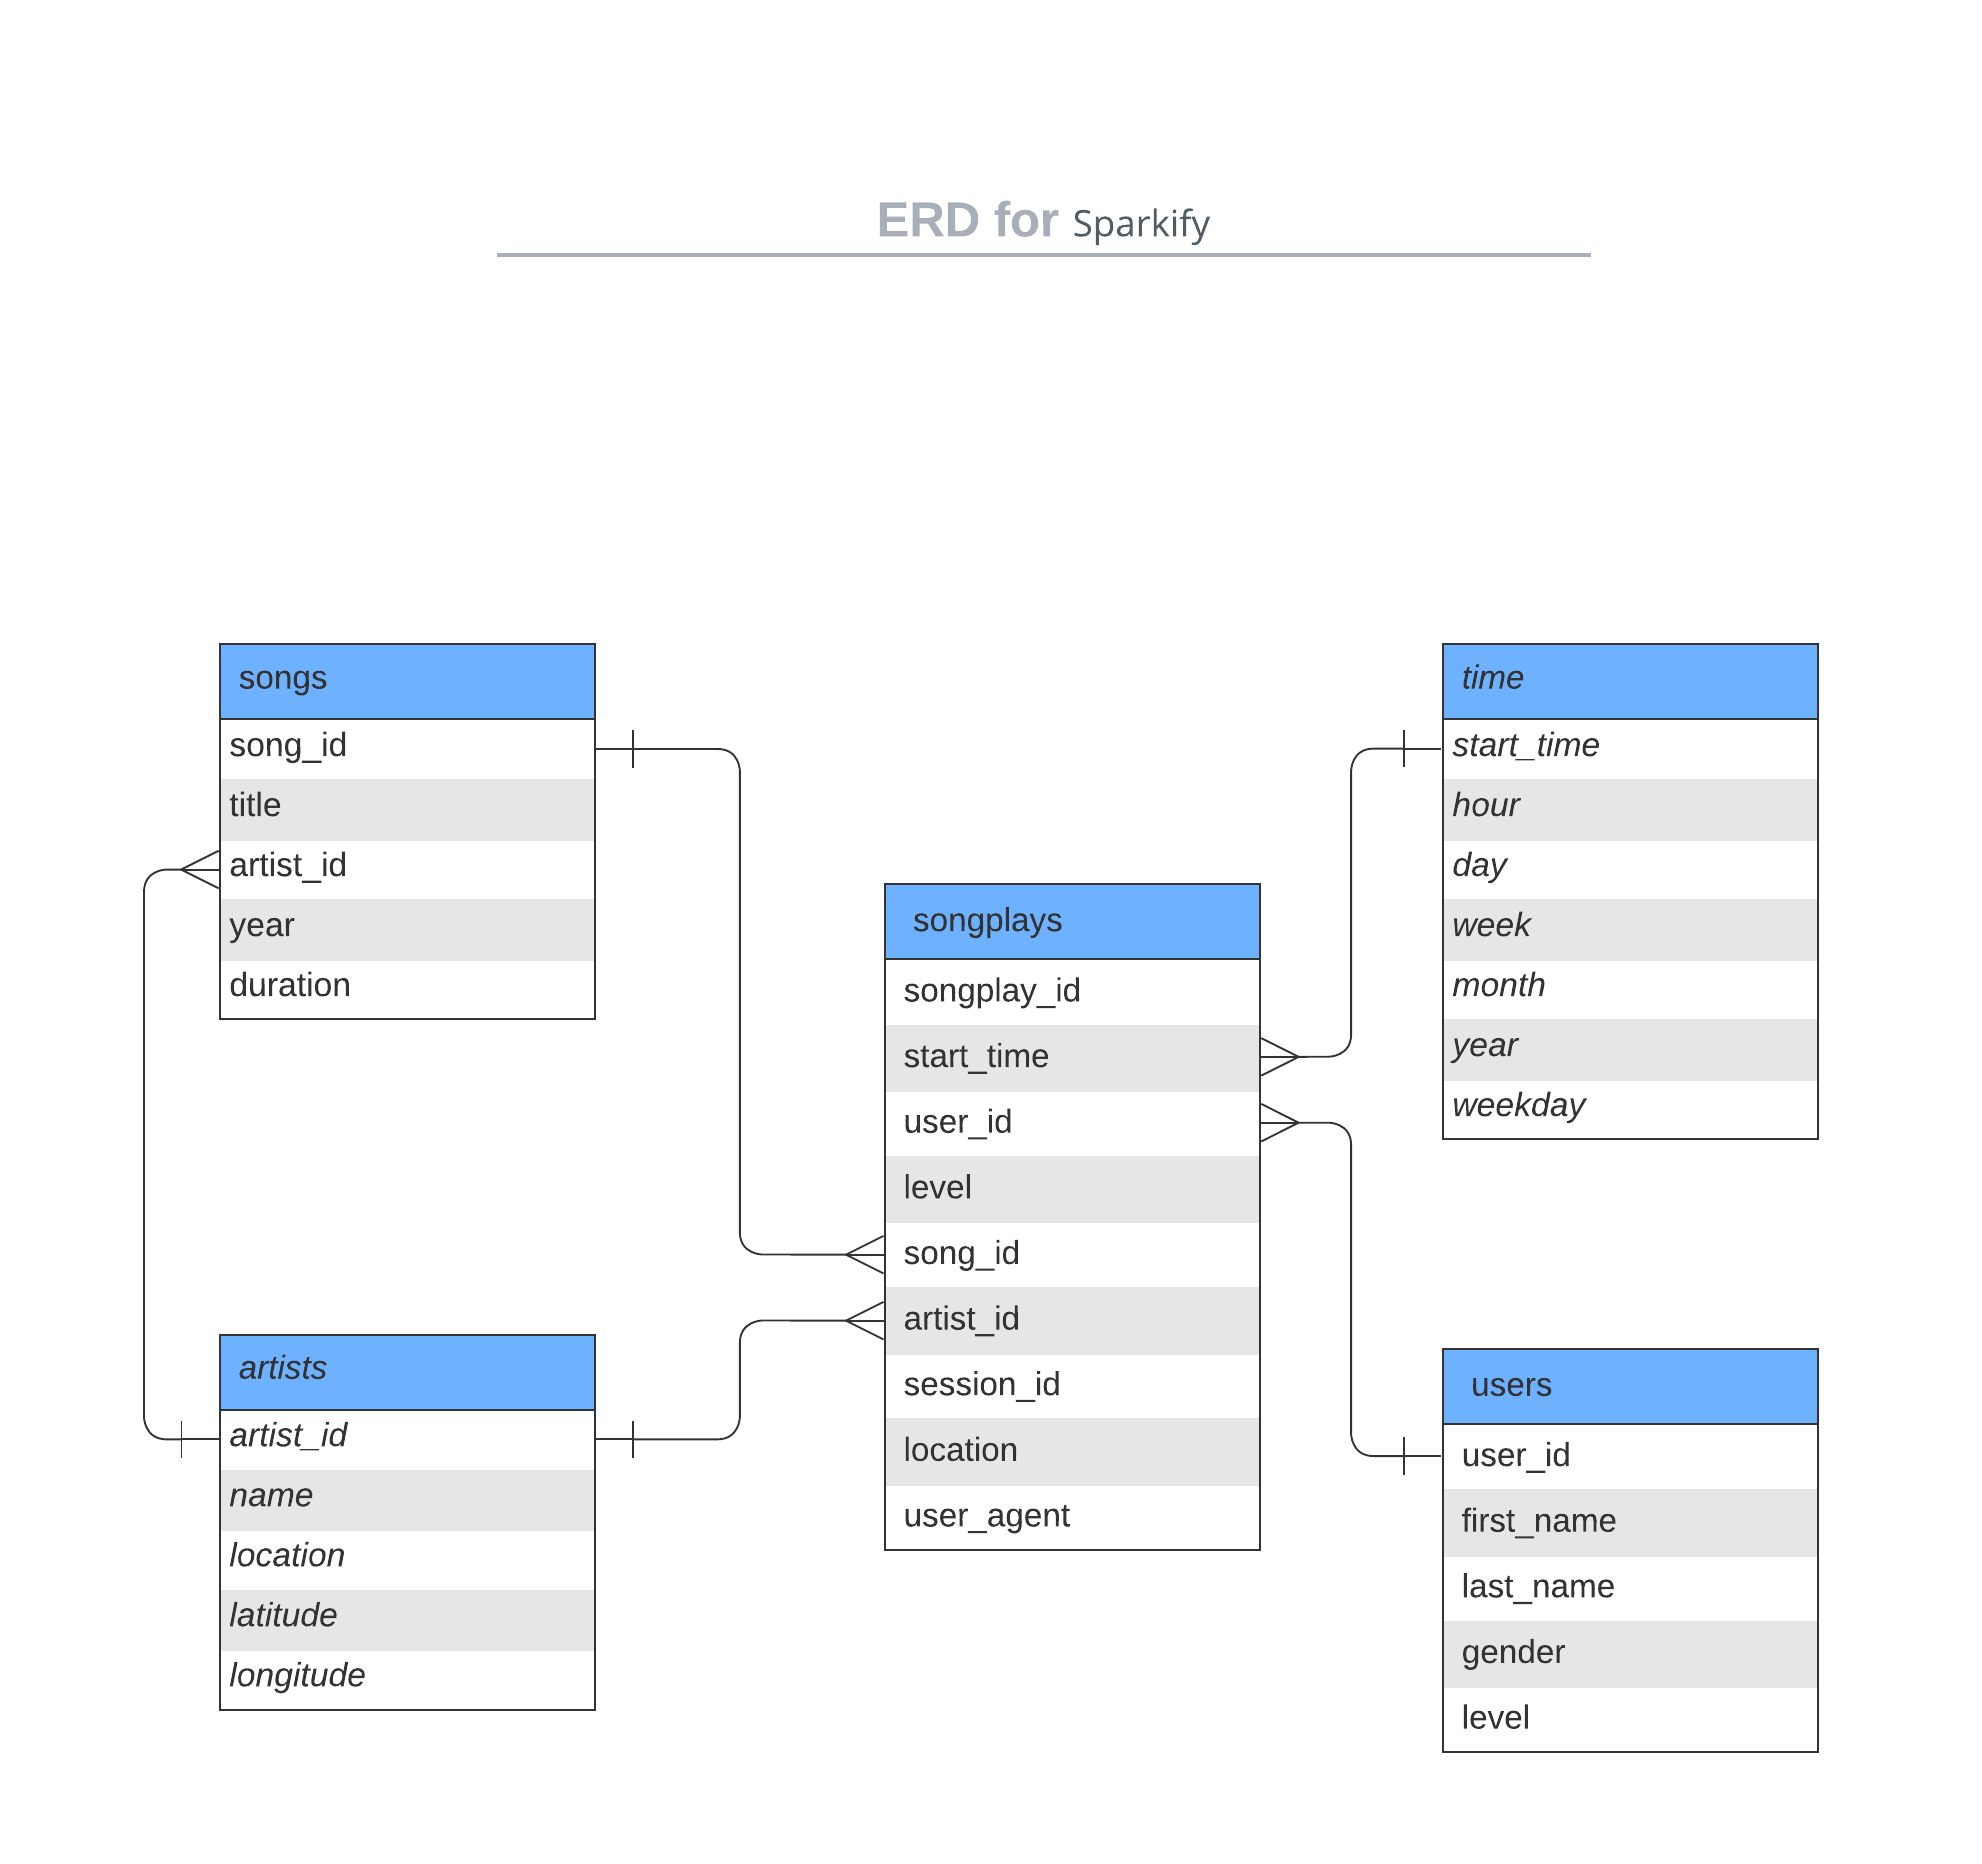 ERD for Sparkify
songs
song_id
title
artist_id
year
duration
artists
artist_id
name
location
latitude
longitude
songplays
songplay_id
start_time
user_id
level
song_id
artist_id
session_id
location
user_agent
time
start_time
hour
day
week
month
year
weekday
users
user_id
first_name
last_name
gender
level